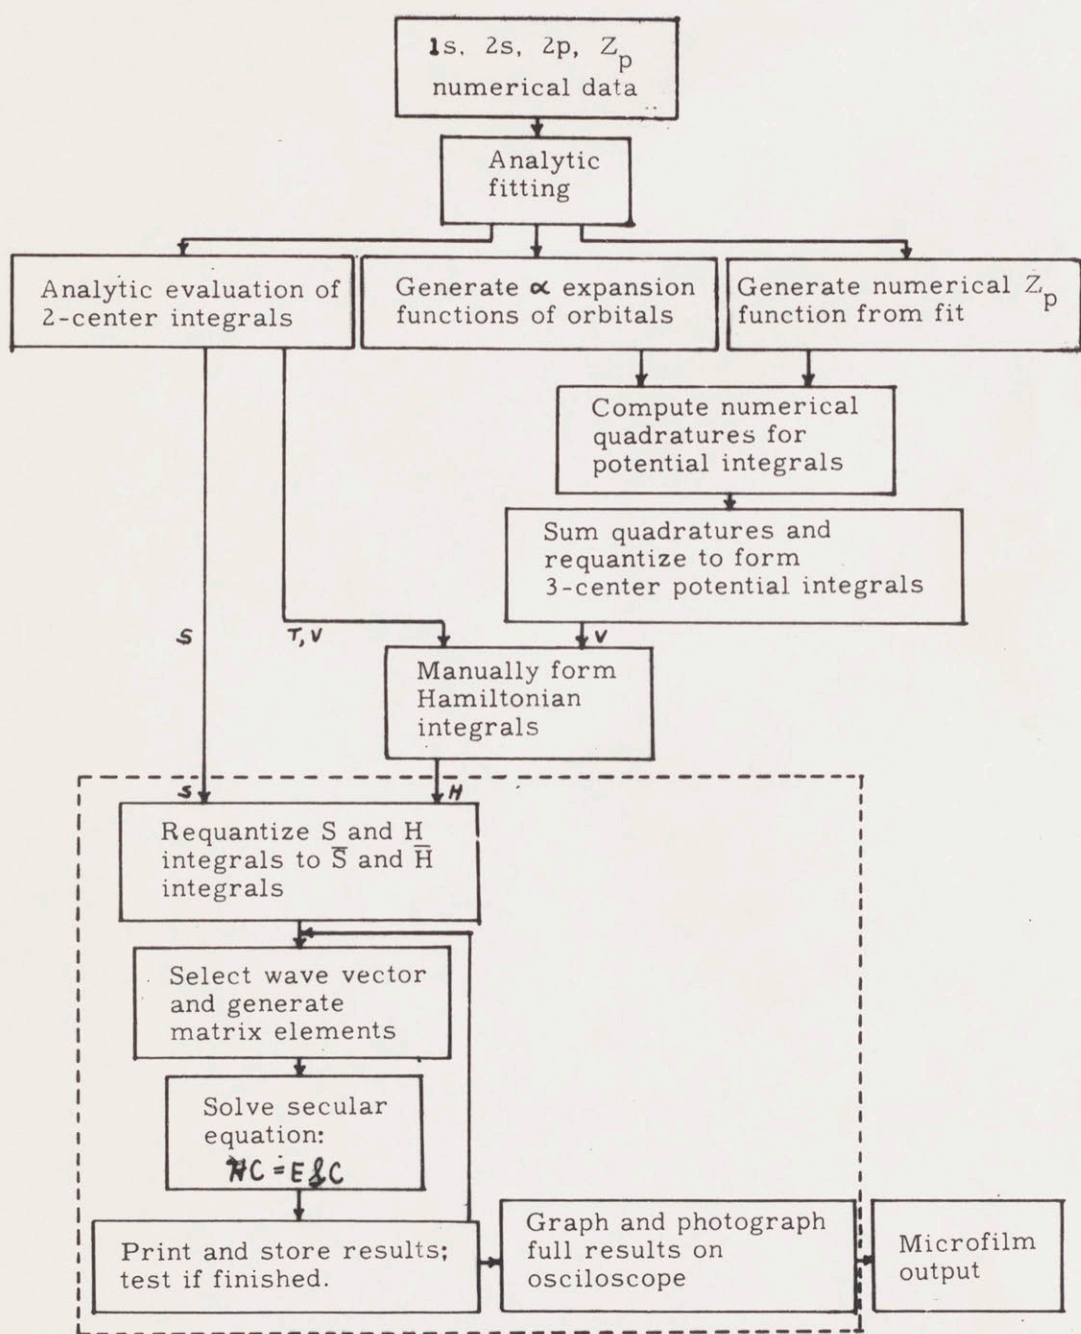 1s, 2s, 2p, Zp
numerical data
Analytic
fitting
Analytic evaluation of
2-center integrals
Generate ∝ expansion
functions of orbitals
Generate numerical Zp
function from fit
Compute numerical
quadratures for
potential integrals
Sum quadratures and
requantize to form
3-center potential integrals
S
T, V
V
Manually form
Hamiltonian
integrals
S
H
Requantize S and H
integrals to S̅ and H̅
integrals
Select wave vector
and generate
matrix elements
Solve secular
equation:
ℋC = E𝒮C
Print and store results;
test if finished.
Graph and photograph
full results on
osciloscope
Microfilm
output